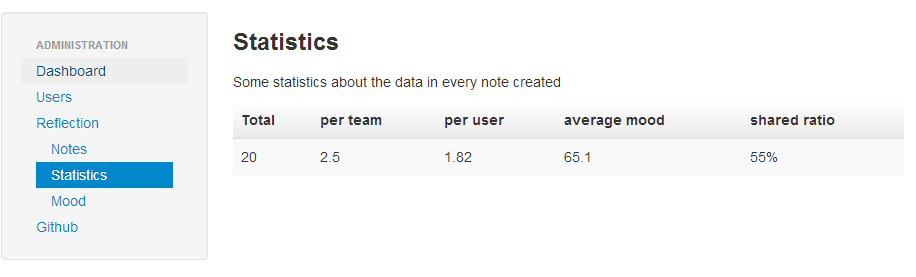 ADMINISTRATION
Dashboard
Users
Reflection
Notes
Statistics
Mood
Github
Statistics
Some statistics about the data in every note created
Total per team per user average mood shared ratio
20 2.5 1.82 65.1 55%